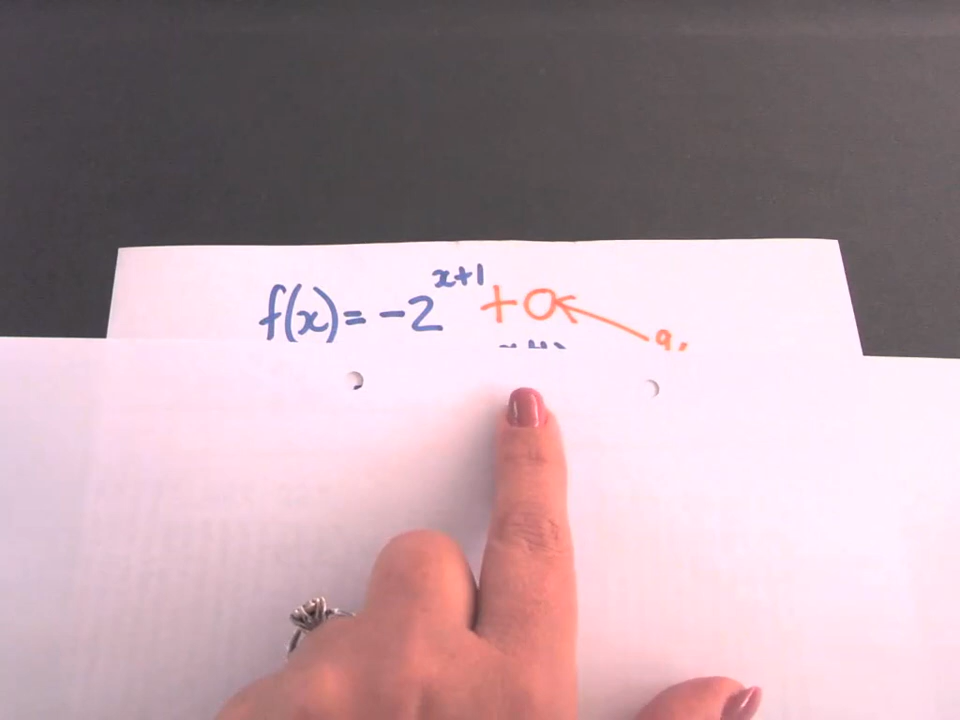 f(x) = -2^{x+1} + 0